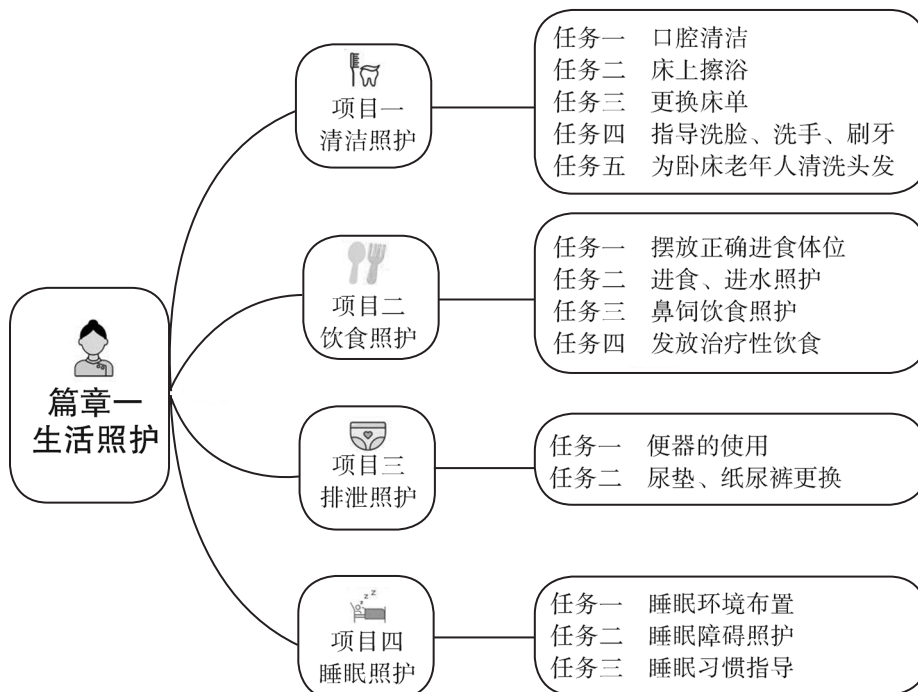 篇章一
生活照护
项目一
清洁照护
任务一 口腔清洁
任务二 床上擦浴
任务三 更换床单
任务四 指导洗脸、洗手、刷牙
任务五 为卧床老年人清洗头发
项目二
饮食照护
任务一 摆放正确进食体位
任务二 进食、进水照护
任务三 鼻饲饮食照护
任务四 发放治疗性饮食
项目三
排泄照护
任务一 便器的使用
任务二 尿垫、纸尿裤更换
项目四
睡眠照护
任务一 睡眠环境布置
任务二 睡眠障碍照护
任务三 睡眠习惯指导